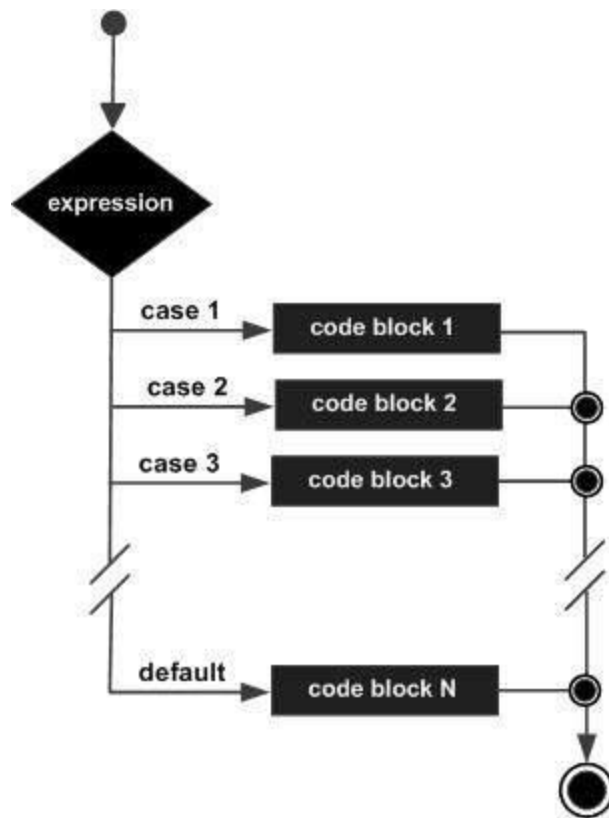 expression
case 1
code block 1
case 2
code block 2
case 3
code block 3
default
code block N